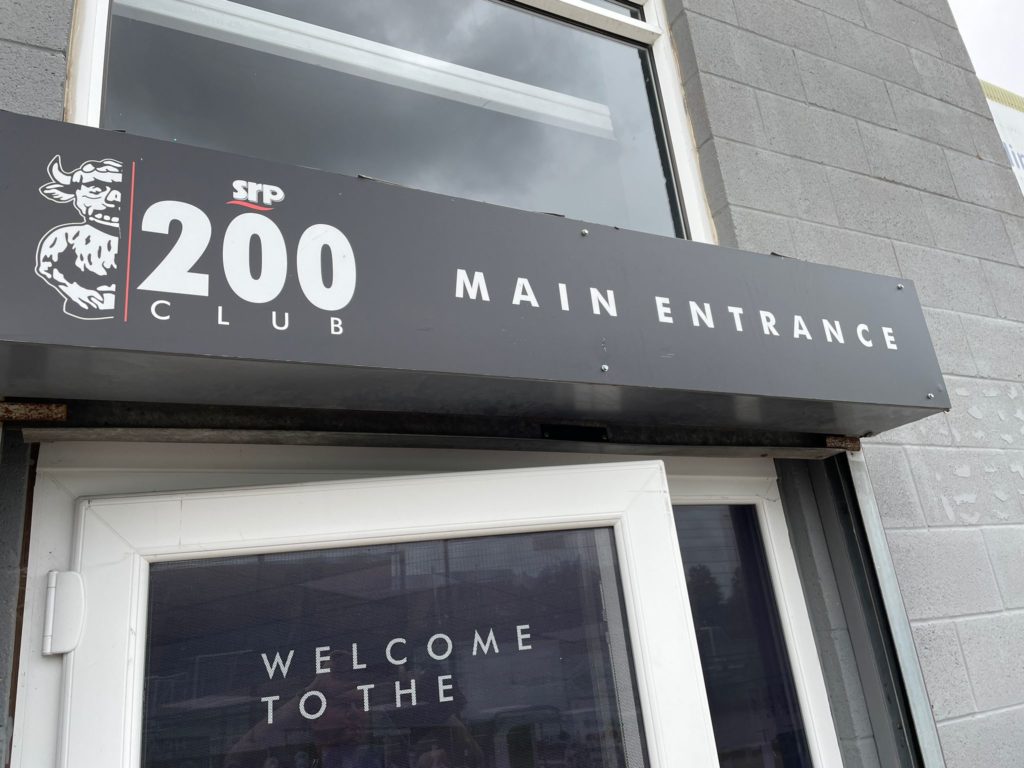 srp
200
CLUB
MAIN ENTRANCE
WELCOME
TO THE